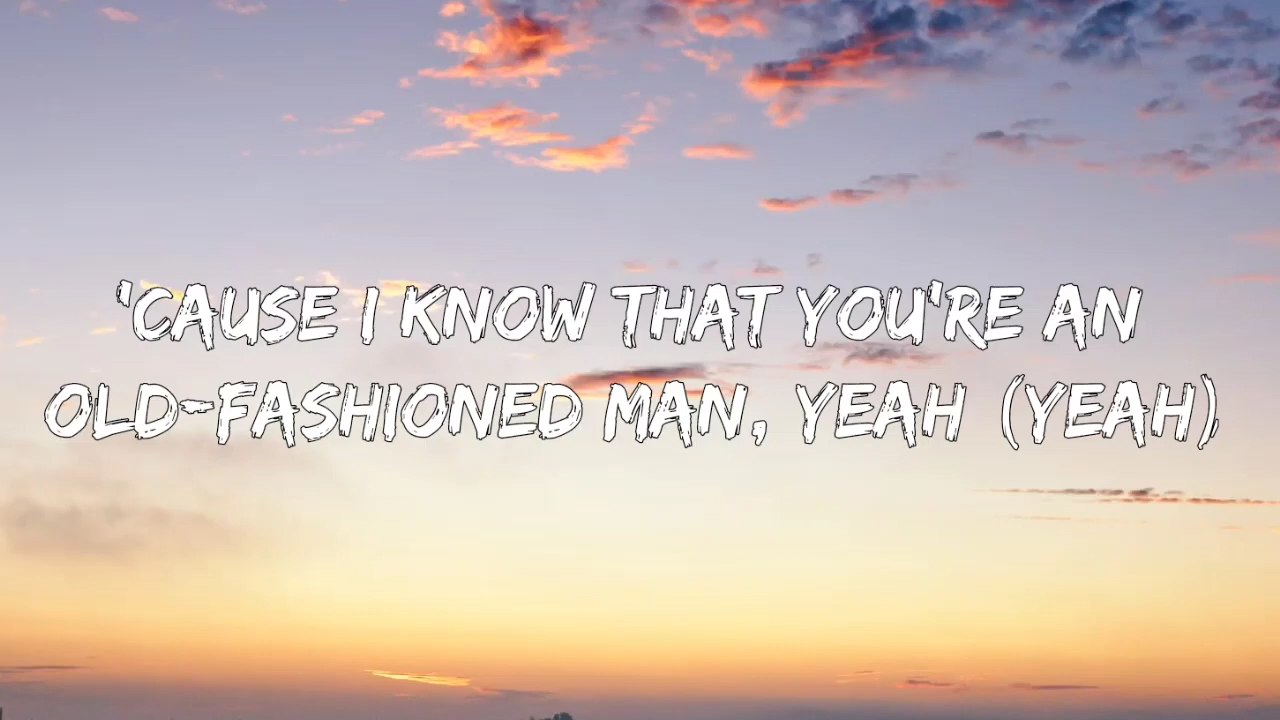 'CAUSE I KNOW THAT YOU'RE AN
OLD-FASHIONED MAN, YEAH (YEAH)